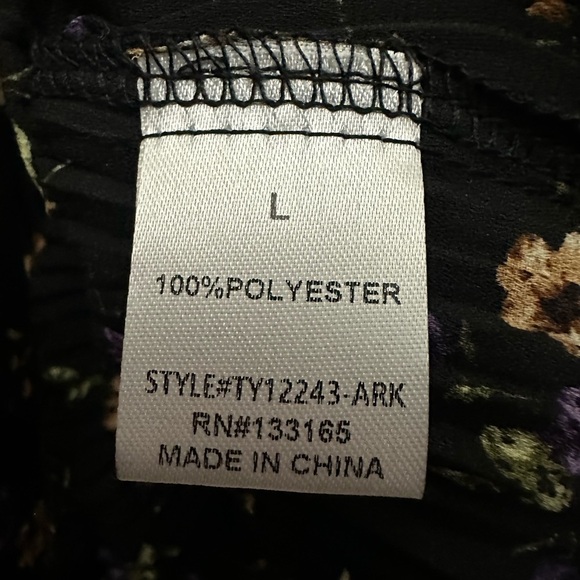 L
100%POLYESTER
STYLE#TY12243-ARK
RN#133165
MADE IN CHINA